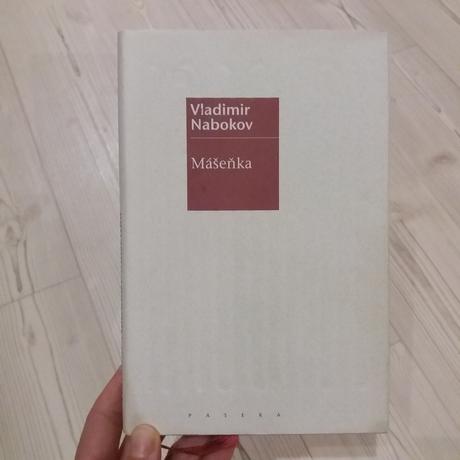 Vladimir
Nabokov
Mášeňka
PASEKA